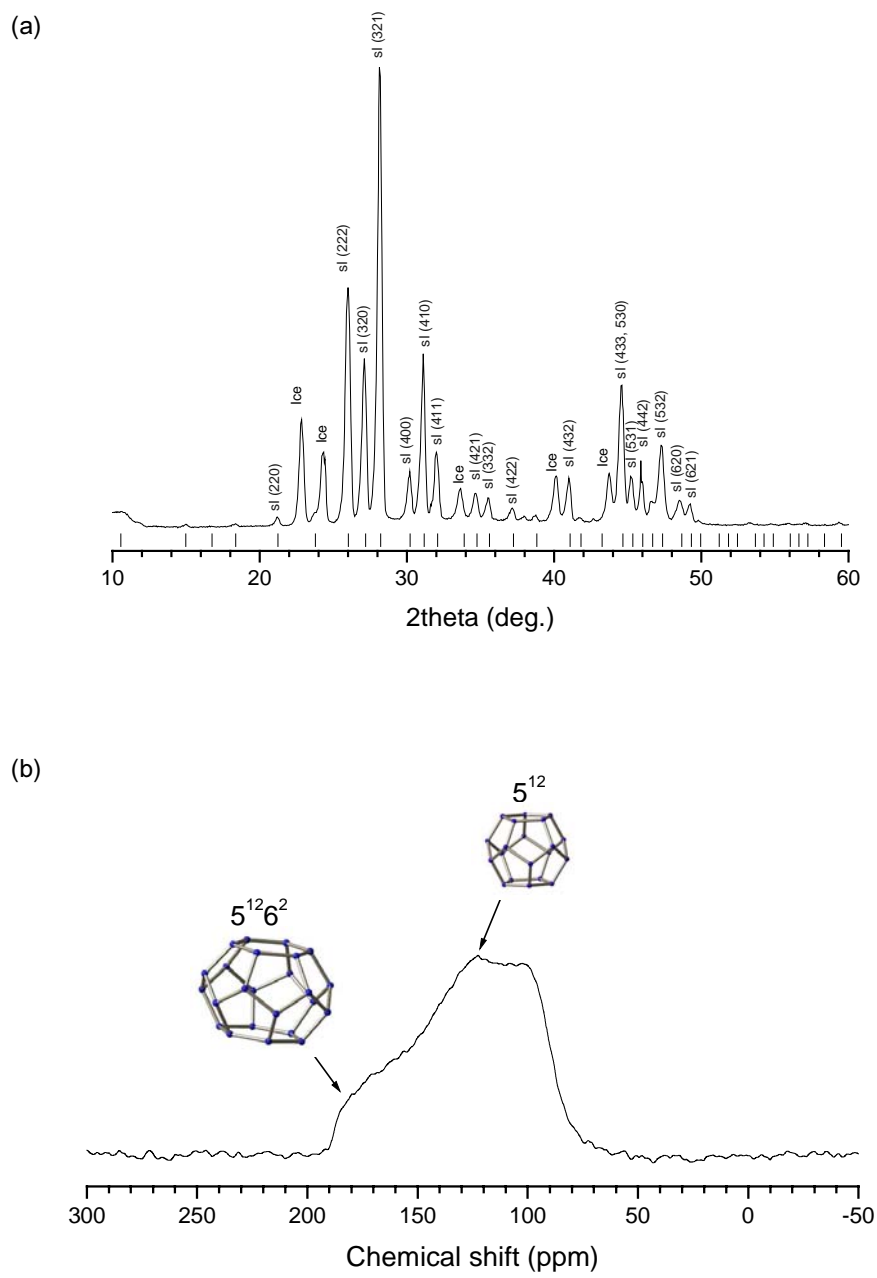 (a)
sI (220)
Ice
Ice
sI (222)
sI (320)
sI (321)
sI (400)
sI (410)
sI (411)
Ice
sI (421)
sI (332)
sI (422)
Ice
sI (432)
Ice
sI (433, 530)
sI (531)
sI (442)
sI (532)
sI (620)
sI (621)
10 20 30 40 50 60
2theta (deg.)
(b)
5¹²
5¹²6²
300 250 200 150 100 50 0 -50
Chemical shift (ppm)